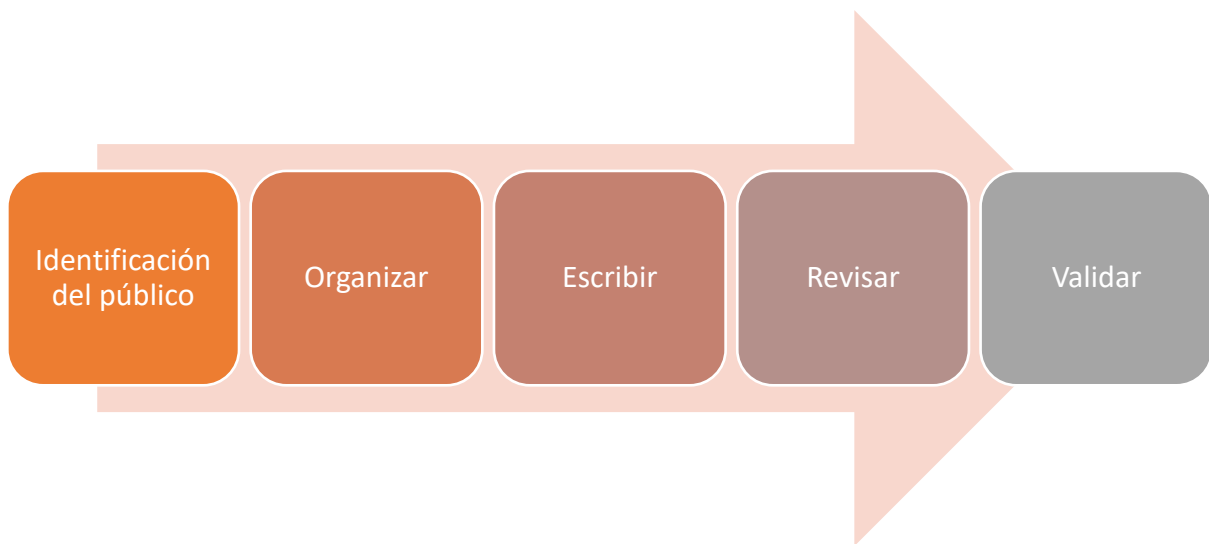 Identificación
del público
Organizar
Escribir
Revisar
Validar